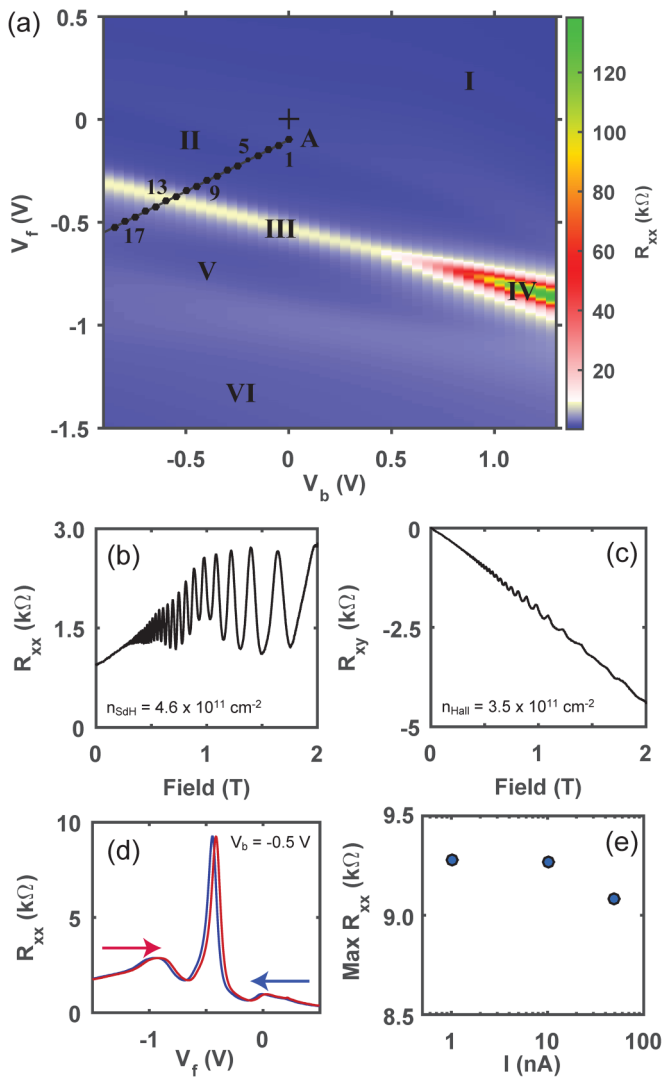 (a)
0.5
0
-0.5
-1
-1.5
V_f (V)
-0.5
0
0.5
1.0
V_b (V)
I
II
A
5
1
13
9
III
17
V
IV
VI
120
100
80
60
40
20
R_xx (kΩ)
(b)
3.0
1.5
0
R_xx (kΩ)
n_SdH = 4.6 x 10^11 cm^-2
0
1
2
Field (T)
(c)
0
-2.5
-5
R_xy (kΩ)
n_Hall = 3.5 x 10^11 cm^-2
0
1
2
Field (T)
(d)
V_b = -0.5 V
10
5
0
R_xx (kΩ)
-1
0
V_f (V)
(e)
9.5
9.0
8.5
Max R_xx (kΩ)
1
10
100
I (nA)